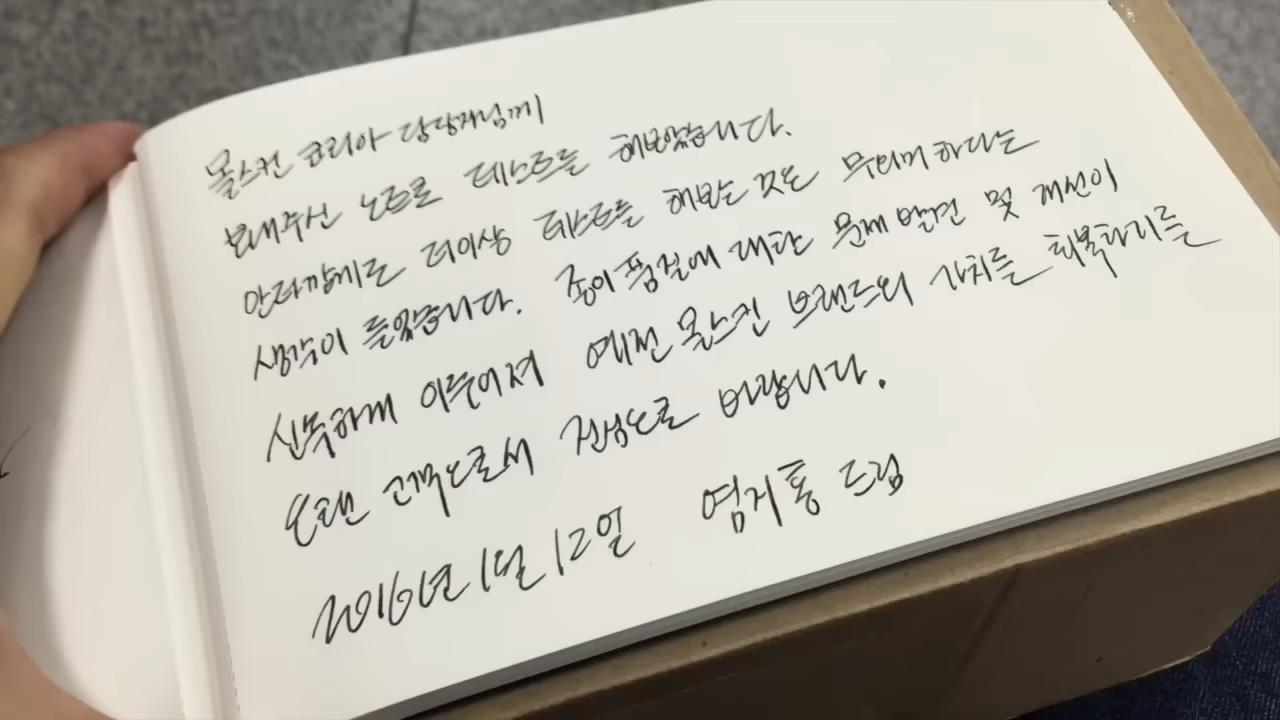 몰스킨 코리아 담당자님께
보내주신 노트로 테스트를 해보았습니다.
안타깝게도 더이상 테스트를 해보는 것은 무의미 하다는
생각이 들었습니다. 종이 품질에 대한 문제 발견 및 개선이
신속하게 이루어져 예전 몰스킨 브랜드의 가치를 회복하기를
오랜 고객으로서 진심으로 바랍니다.
2016년 1월 12일 염지홍 드림